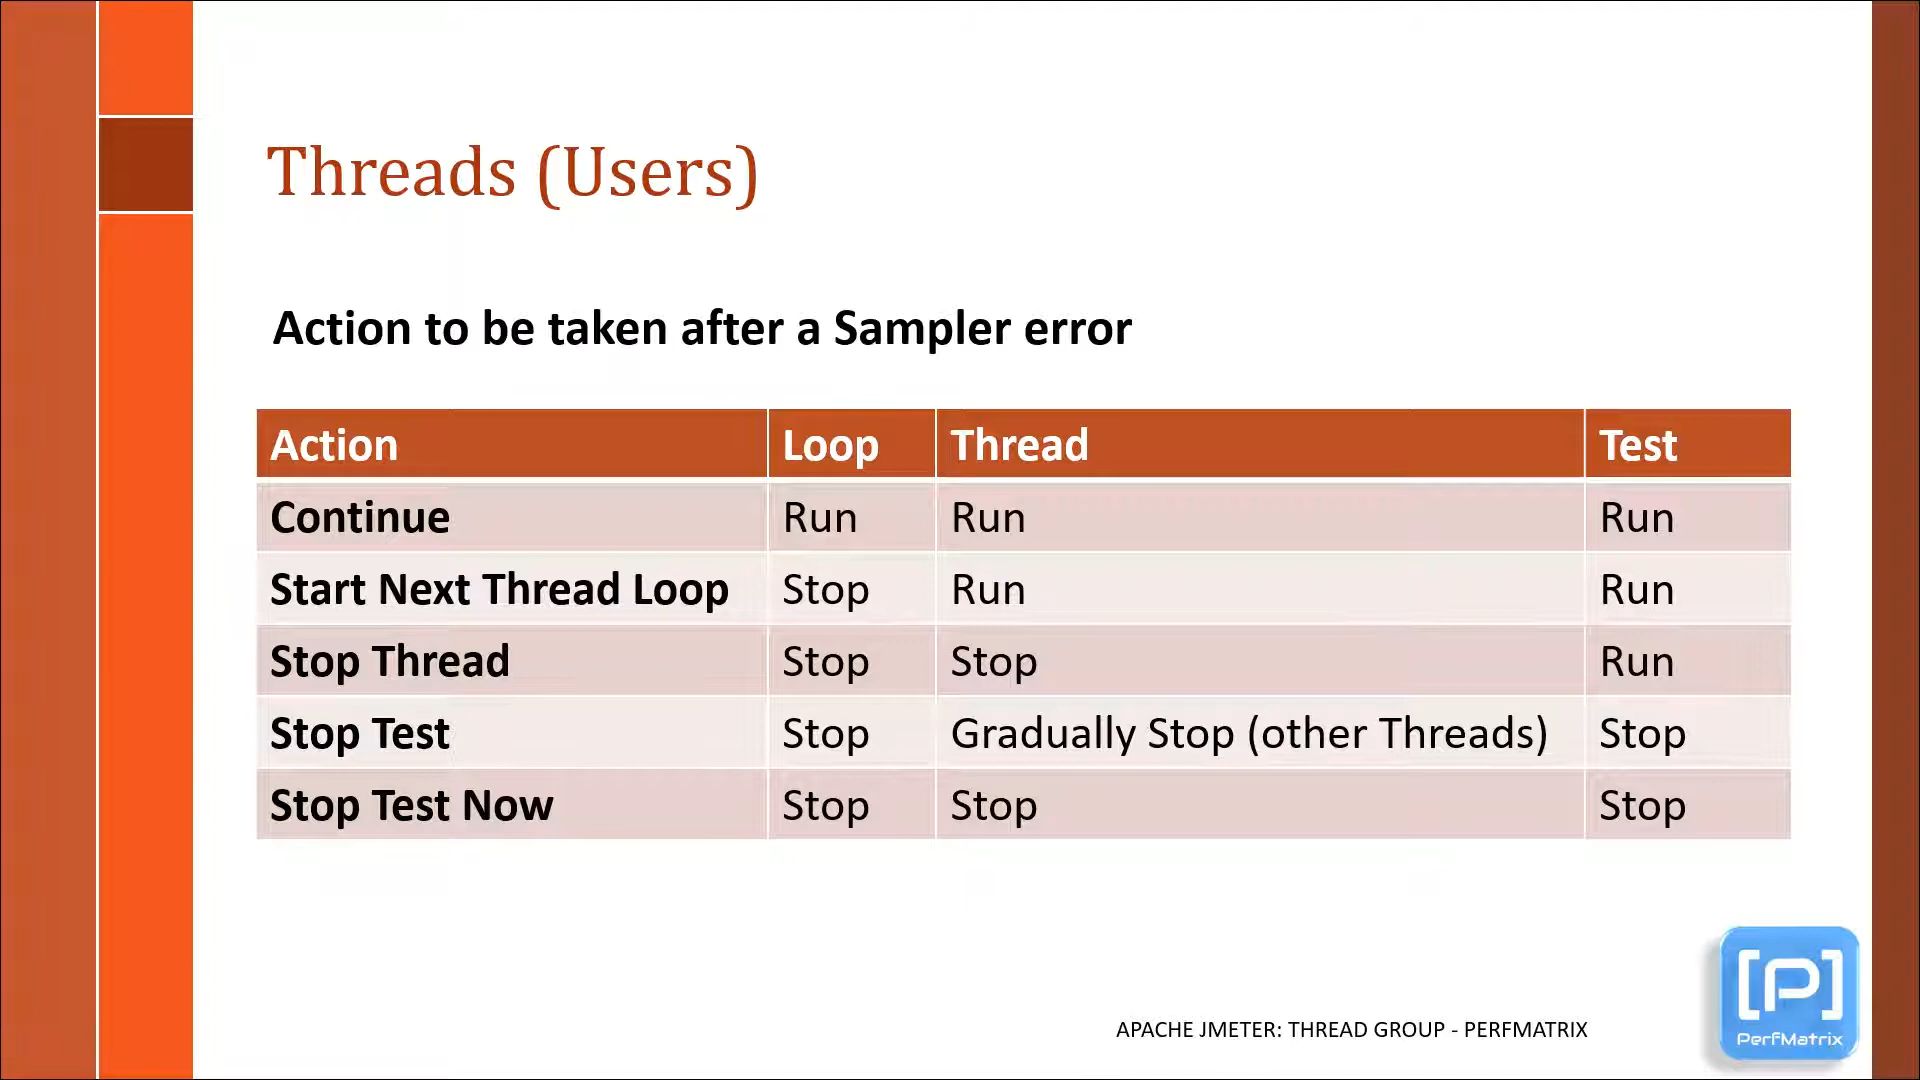 Threads (Users)
Action to be taken after a Sampler error
Action Loop Thread Test
Continue Run Run Run
Start Next Thread Loop Stop Run Run
Stop Thread Stop Stop Run
Stop Test Stop Gradually Stop (other Threads) Stop
Stop Test Now Stop Stop Stop
APACHE JMETER: THREAD GROUP - PERFMATRIX
[P]
PerfMatrix